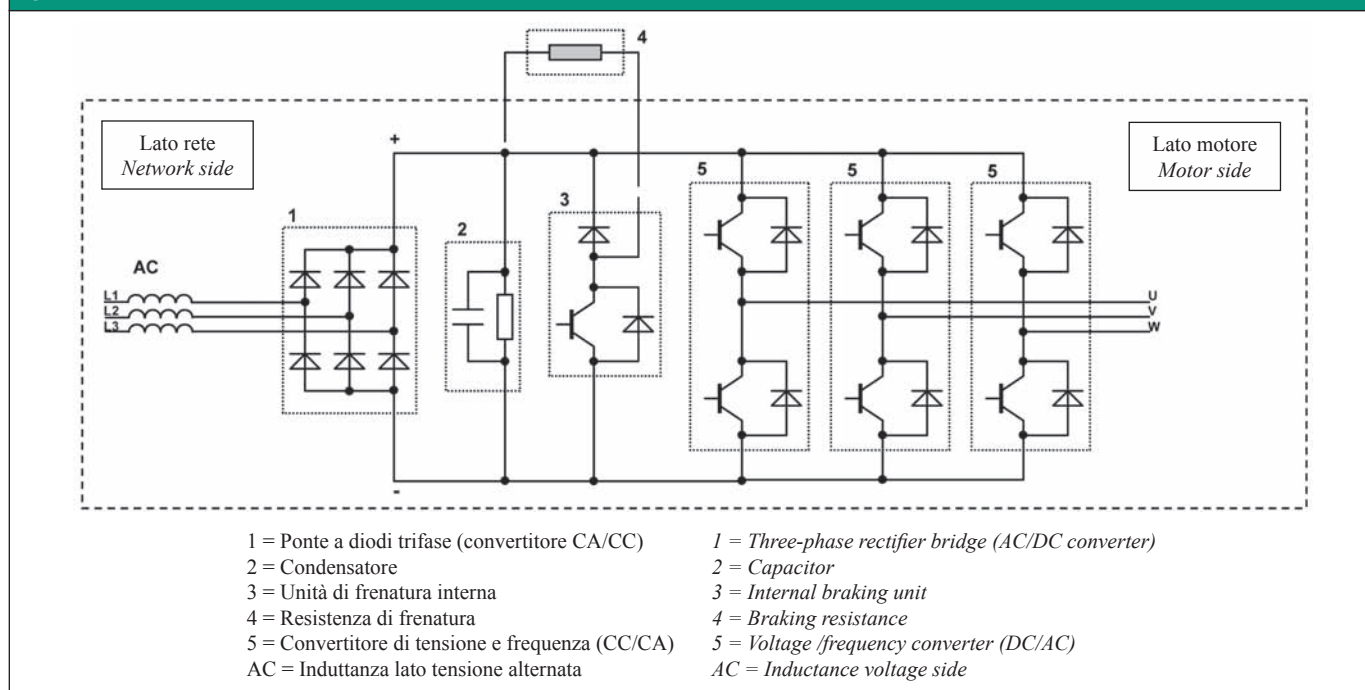 4
Lato rete
Network side
+
Lato motore
Motor side
5
5
5
3
1
2
AC
L1
L2
L3
U
V
W
-
1 = Ponte a diodi trifase (convertitore CA/CC)
2 = Condensatore
3 = Unità di frenatura interna
4 = Resistenza di frenatura
5 = Convertitore di tensione e frequenza (CC/CA)
AC = Induttanza lato tensione alternata
1 = Three-phase rectifier bridge (AC/DC converter)
2 = Capacitor
3 = Internal braking unit
4 = Braking resistance
5 = Voltage /frequency converter (DC/AC)
AC = Inductance voltage side